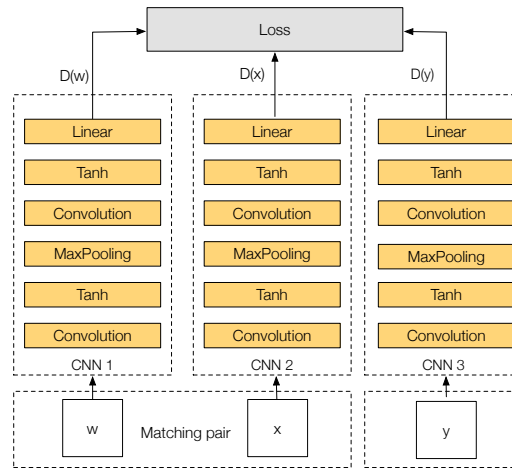 Loss
D(w)
D(x)
D(y)
Linear
Tanh
Convolution
MaxPooling
Tanh
Convolution
CNN 1
Linear
Tanh
Convolution
MaxPooling
Tanh
Convolution
CNN 2
Linear
Tanh
Convolution
MaxPooling
Tanh
Convolution
CNN 3
w
Matching pair
x
y